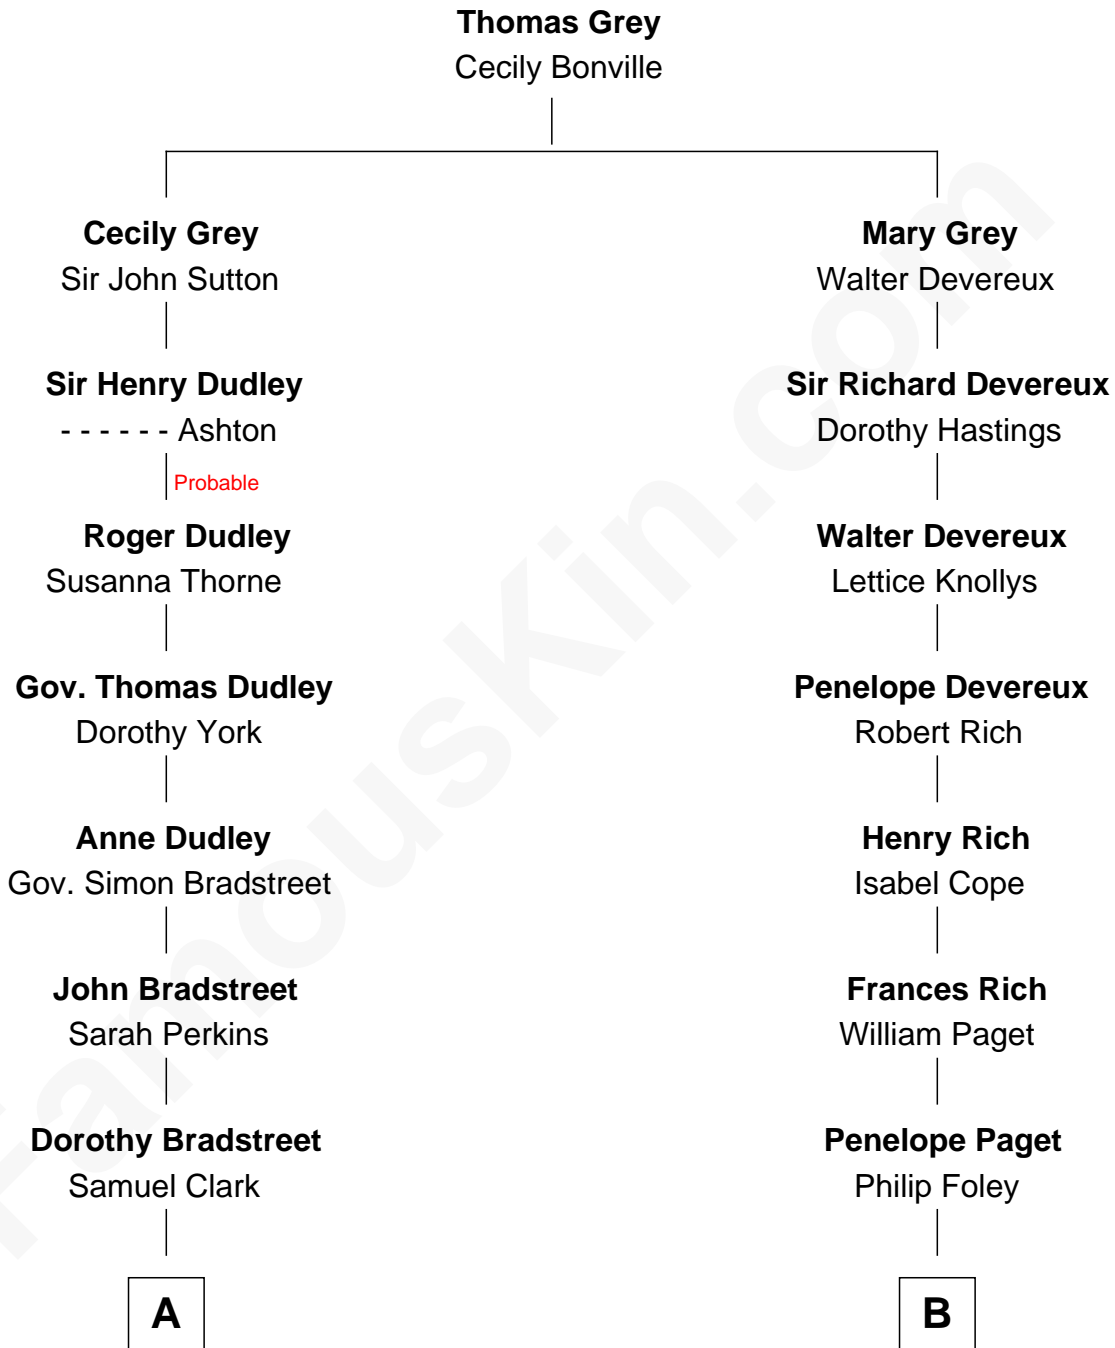 Thomas Grey
Cecily Bonville
Cecily Grey
Sir John Sutton
Mary Grey
Walter Devereux
Sir Henry Dudley
- - - - - - Ashton
Probable
Sir Richard Devereux
Dorothy Hastings
Roger Dudley
Susanna Thorne
Walter Devereux
Lettice Knollys
Gov. Thomas Dudley
Dorothy York
Penelope Devereux
Robert Rich
Anne Dudley
Gov. Simon Bradstreet
Henry Rich
Isabel Cope
John Bradstreet
Sarah Perkins
Frances Rich
William Paget
Dorothy Bradstreet
Samuel Clark
Penelope Paget
Philip Foley
A
B
FamousKin.com